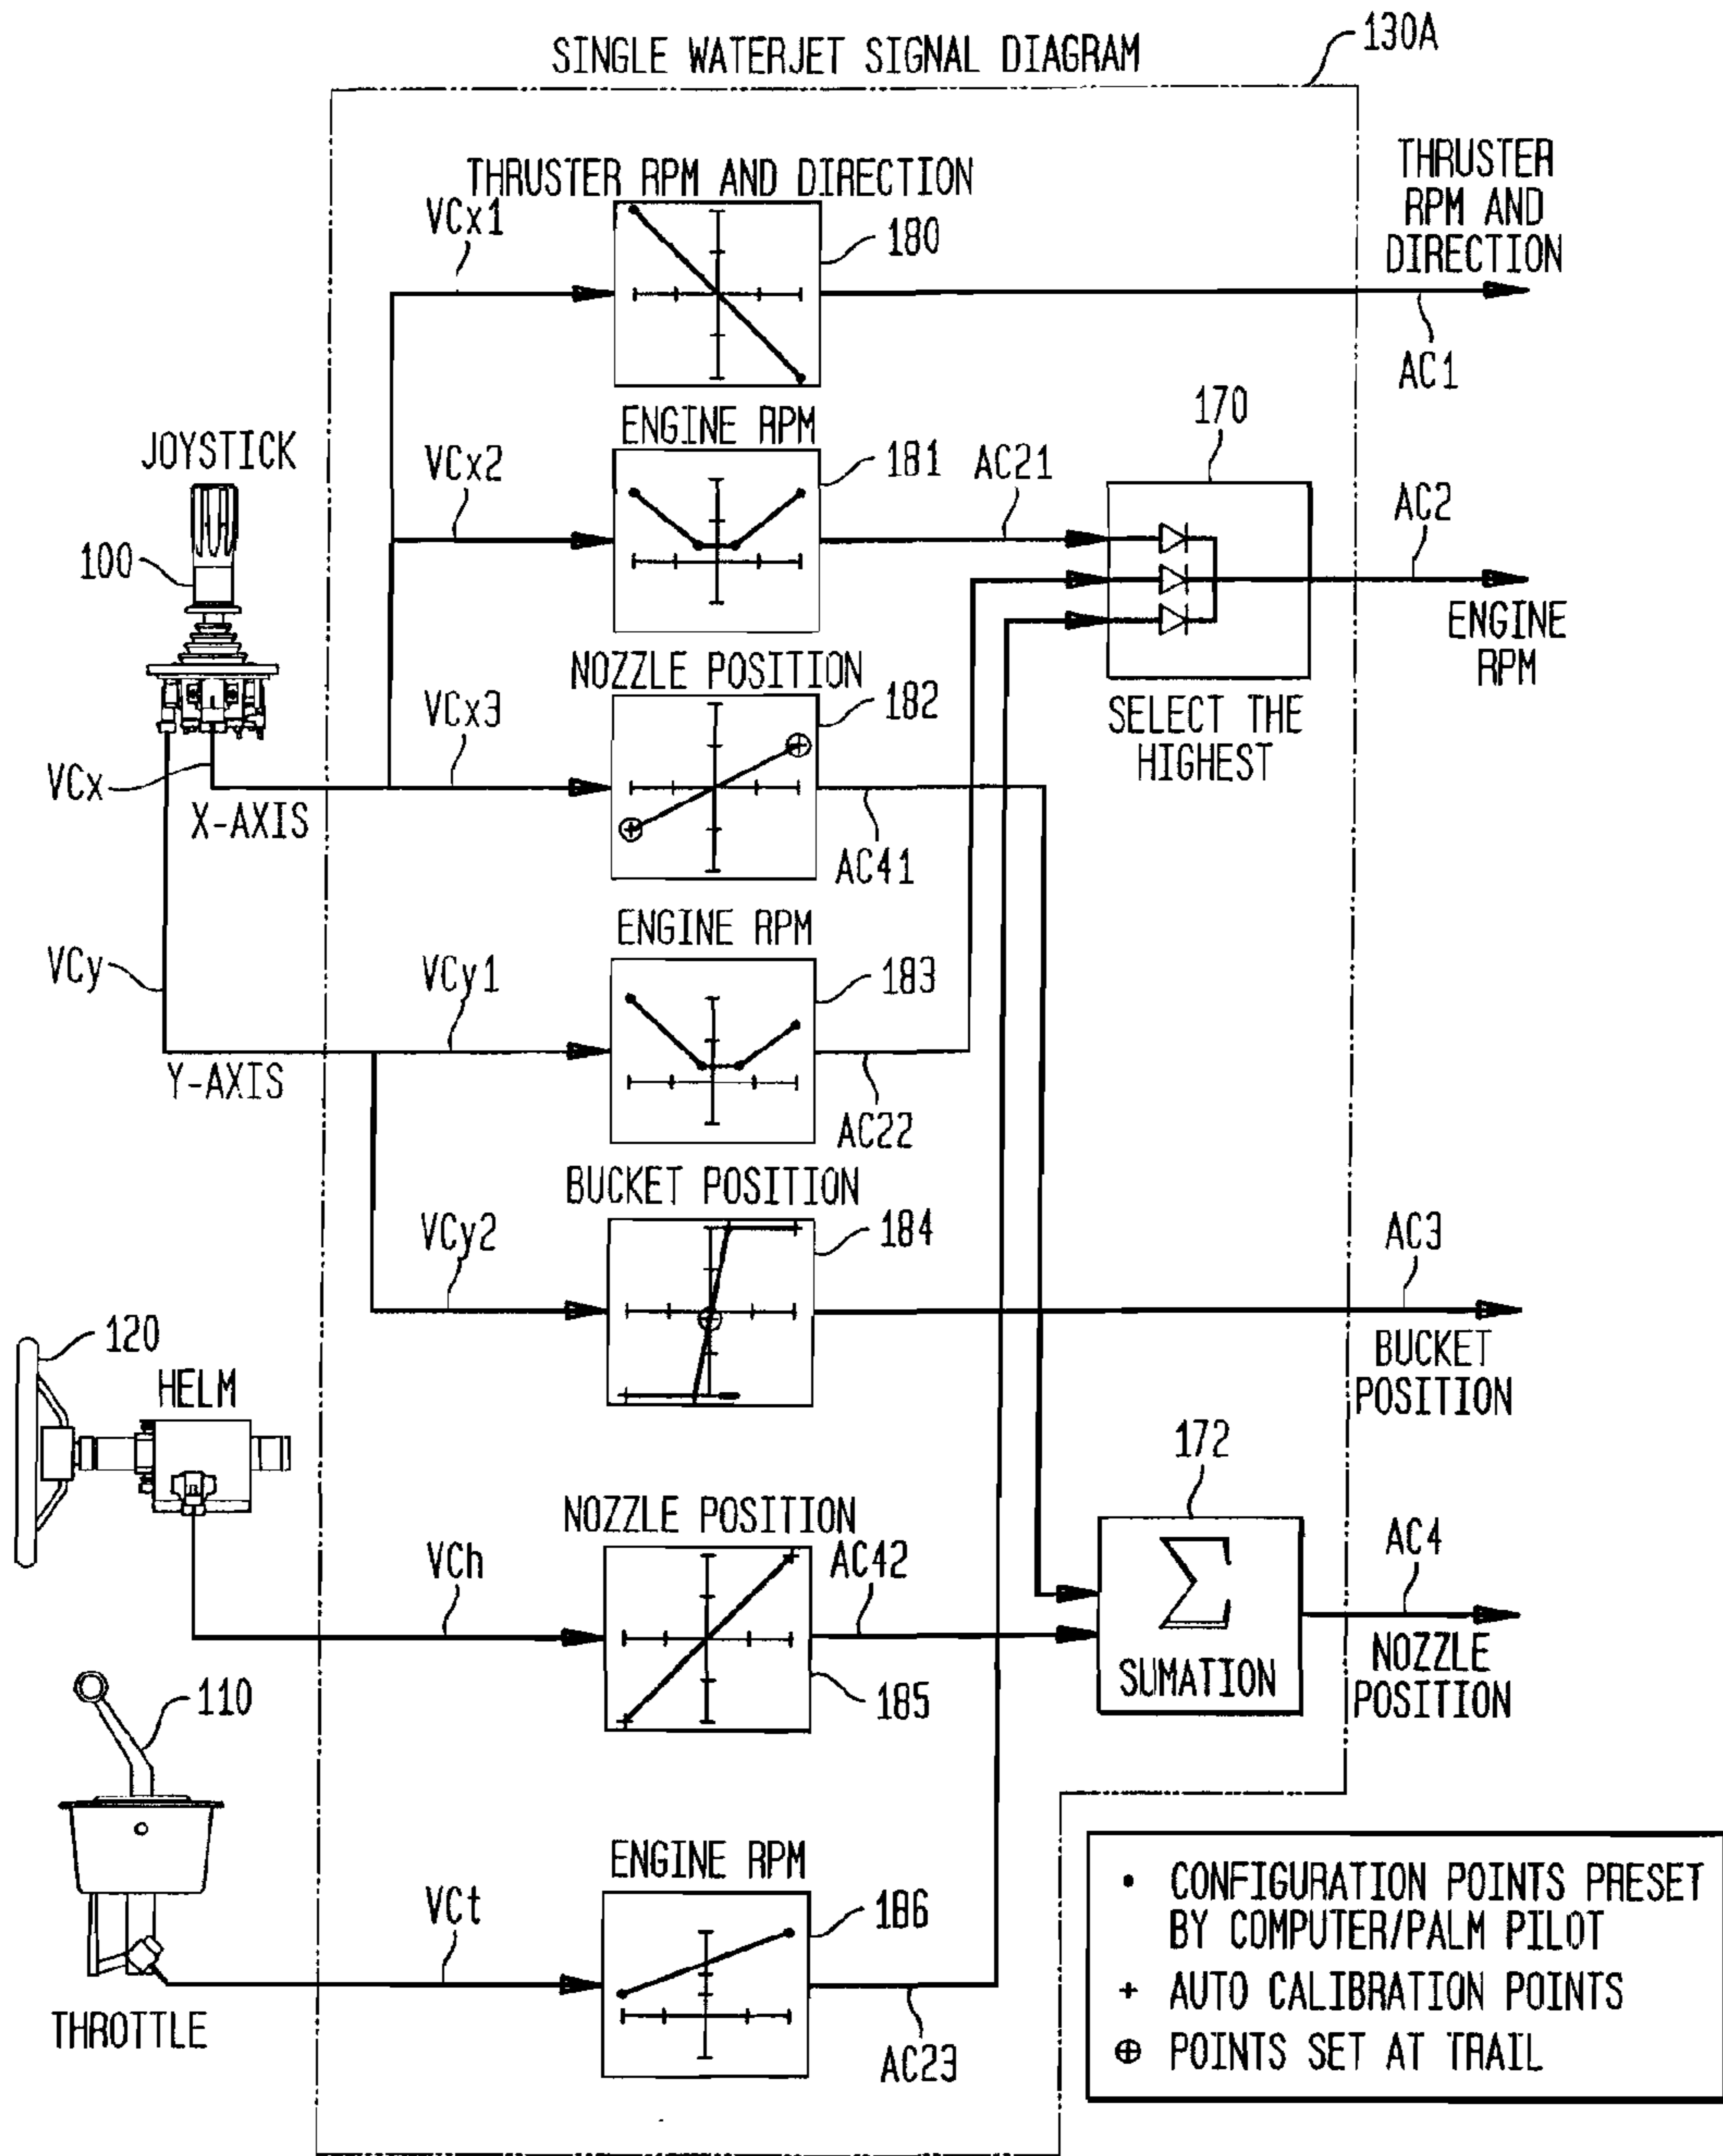 SINGLE WATERJET SIGNAL DIAGRAM
130A
THRUSTER RPM AND DIRECTION
VCx1
180
THRUSTER
RPM AND
DIRECTION
AC1
ENGINE RPM
VCx2
181
AC21
170
AC2
ENGINE
RPM
SELECT THE
HIGHEST
JOYSTICK
100
NOZZLE POSITION
VCx3
182
AC41
VCx
X-AXIS
ENGINE RPM
VCy
VCy1
183
AC22
Y-AXIS
BUCKET POSITION
VCy2
184
AC3
BUCKET
POSITION
120
HELM
NOZZLE POSITION
VCh
AC42
185
172
Σ
SUMATION
AC4
NOZZLE
POSITION
110
THROTTLE
ENGINE RPM
VCt
186
AC23
• CONFIGURATION POINTS PRESET
BY COMPUTER/PALM PILOT
+ AUTO CALIBRATION POINTS
⊕ POINTS SET AT TRAIL